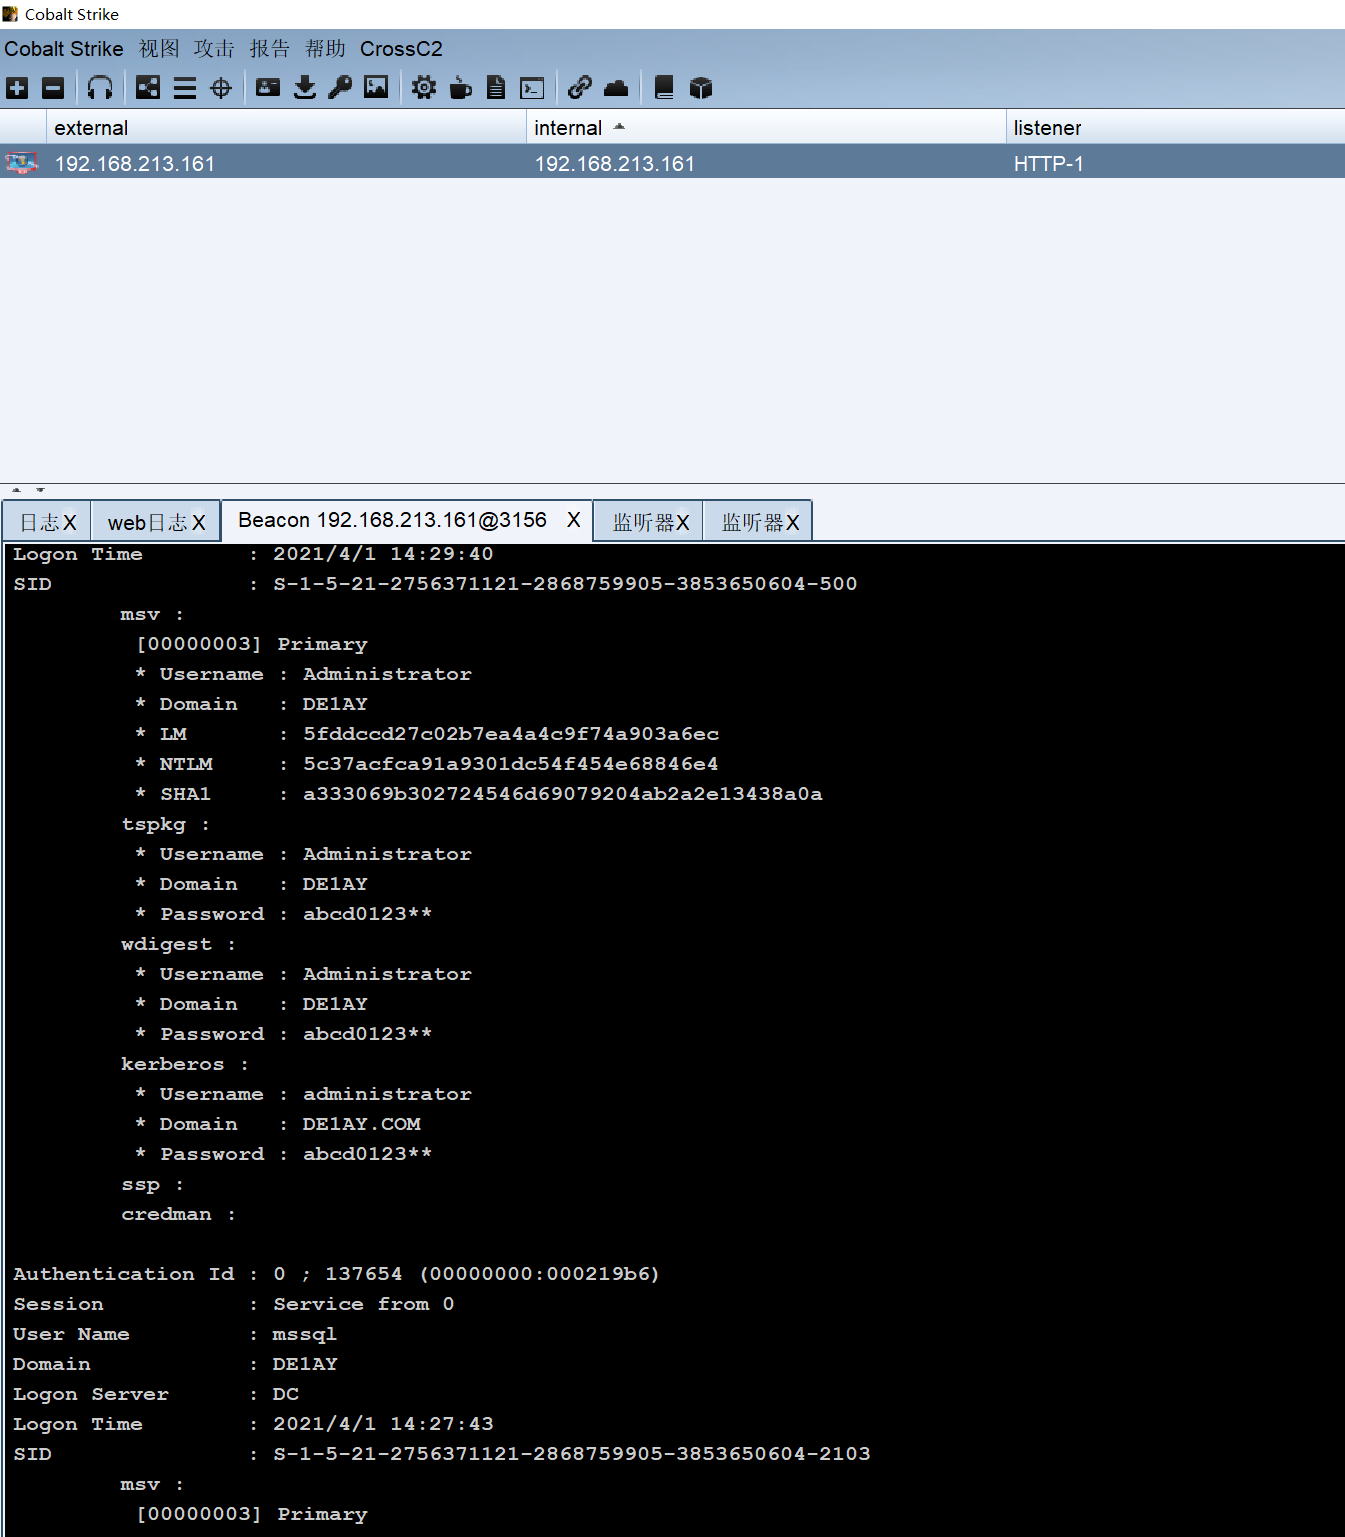 Cobalt Strike
Cobalt Strike 视图 攻击 报告 帮助 CrossC2
external internal listener
192.168.213.161 192.168.213.161 HTTP-1
日志X web日志X Beacon 192.168.213.161@3156 X 监听器X 监听器X
Logon Time : 2021/4/1 14:29:40
SID : S-1-5-21-2756371121-2868759905-3853650604-500
msv :
[00000003] Primary
* Username : Administrator
* Domain : DE1AY
* LM : 5fddccd27c02b7ea4a4c9f74a903a6ec
* NTLM : 5c37acfca91a9301dc54f454e68846e4
* SHA1 : a333069b302724546d69079204ab2a2e13438a0a
tspkg :
* Username : Administrator
* Domain : DE1AY
* Password : abcd0123**
wdigest :
* Username : Administrator
* Domain : DE1AY
* Password : abcd0123**
kerberos :
* Username : administrator
* Domain : DE1AY.COM
* Password : abcd0123**
ssp :
credman :
Authentication Id : 0 ; 137654 (00000000:000219b6)
Session : Service from 0
User Name : mssql
Domain : DE1AY
Logon Server : DC
Logon Time : 2021/4/1 14:27:43
SID : S-1-5-21-2756371121-2868759905-3853650604-2103
msv :
[00000003] Primary